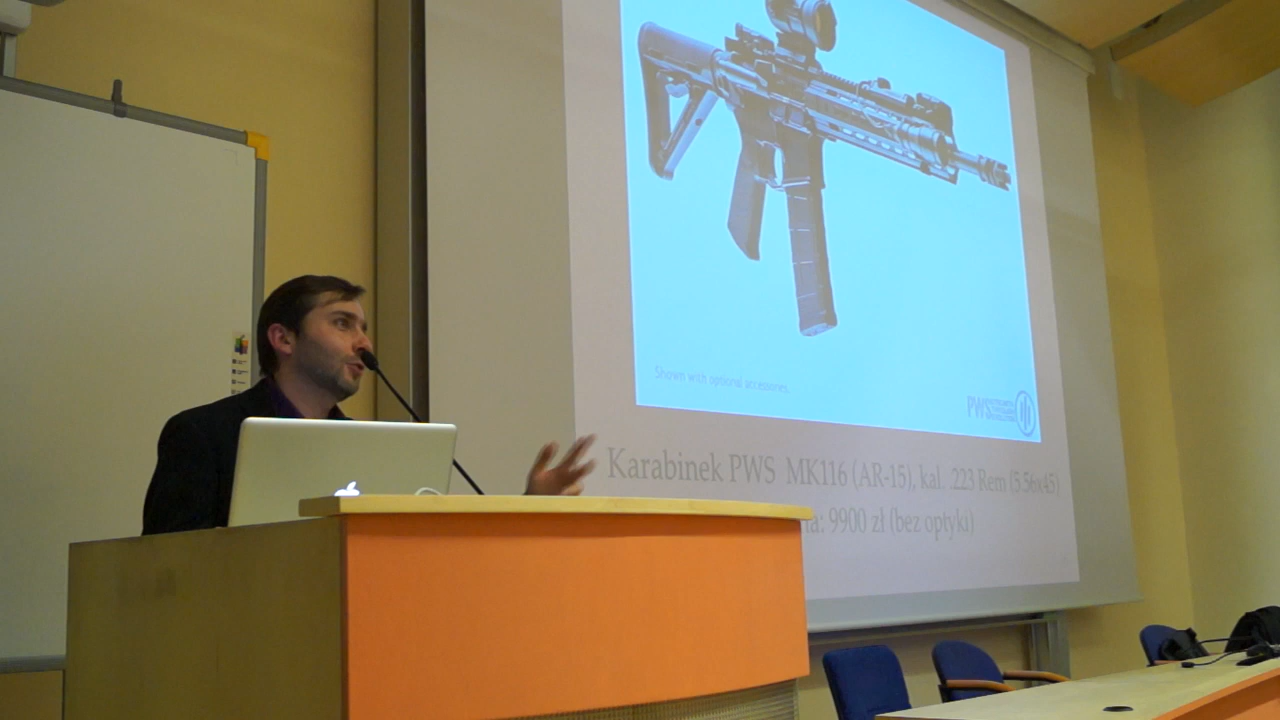 Shown with optional accessories.
PWS
Karabinek PWS MK116 (AR-15), kal. .223 Rem (5.56x45)
9900 zł (bez optyki)